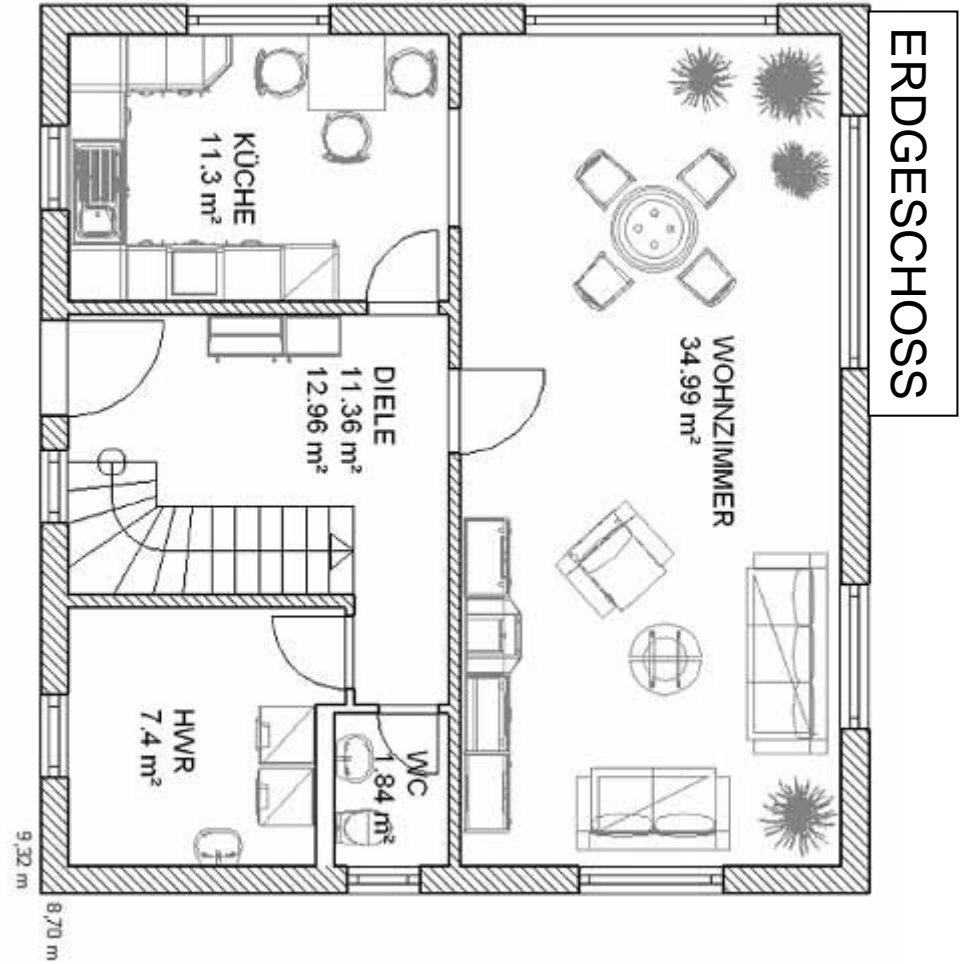 ERDGESCHOSS
KÜCHE
11.3 m²
WOHNZIMMER
34.99 m²
DIELE
11.36 m²
12.96 m²
HWR
7.4 m²
WC
1.84 m²
9,32 m
8,70 m